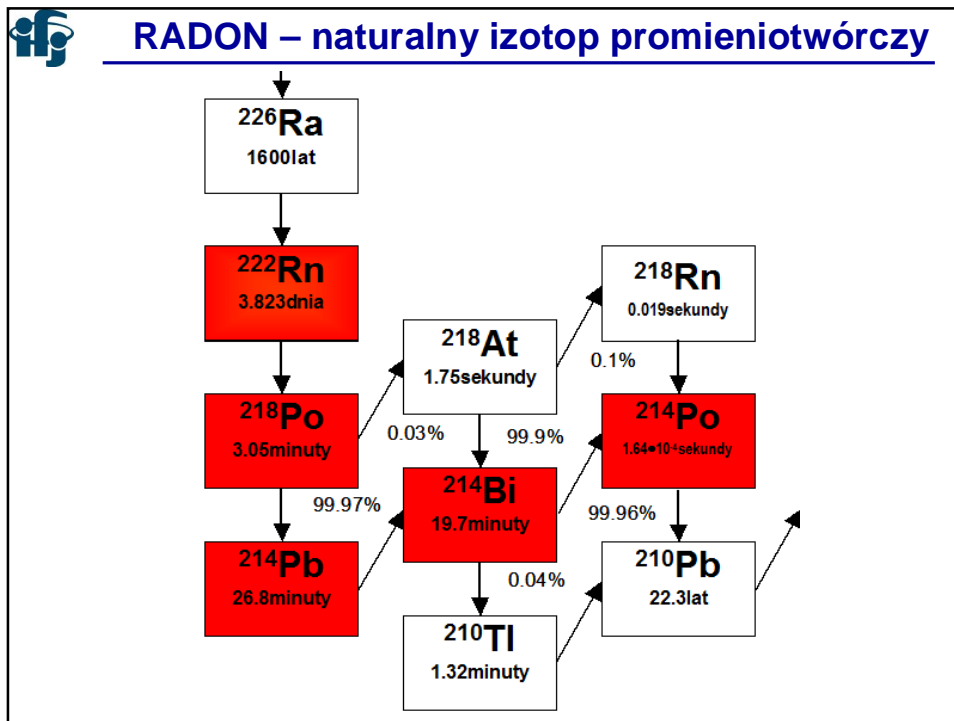 ifj
RADON – naturalny izotop promieniotwórczy
²²⁶Ra
1600lat
²²²Rn
3.823dnia
²¹⁸Rn
0.019sekundy
²¹⁸At
1.75sekundy
0.1%
²¹⁸Po
3.05minuty
0.03%
99.9%
²¹⁴Po
1.64•10⁻⁴sekundy
99.97%
²¹⁴Bi
19.7minuty
99.96%
²¹⁴Pb
26.8minuty
0.04%
²¹⁰Pb
22.3lat
²¹⁰Tl
1.32minuty